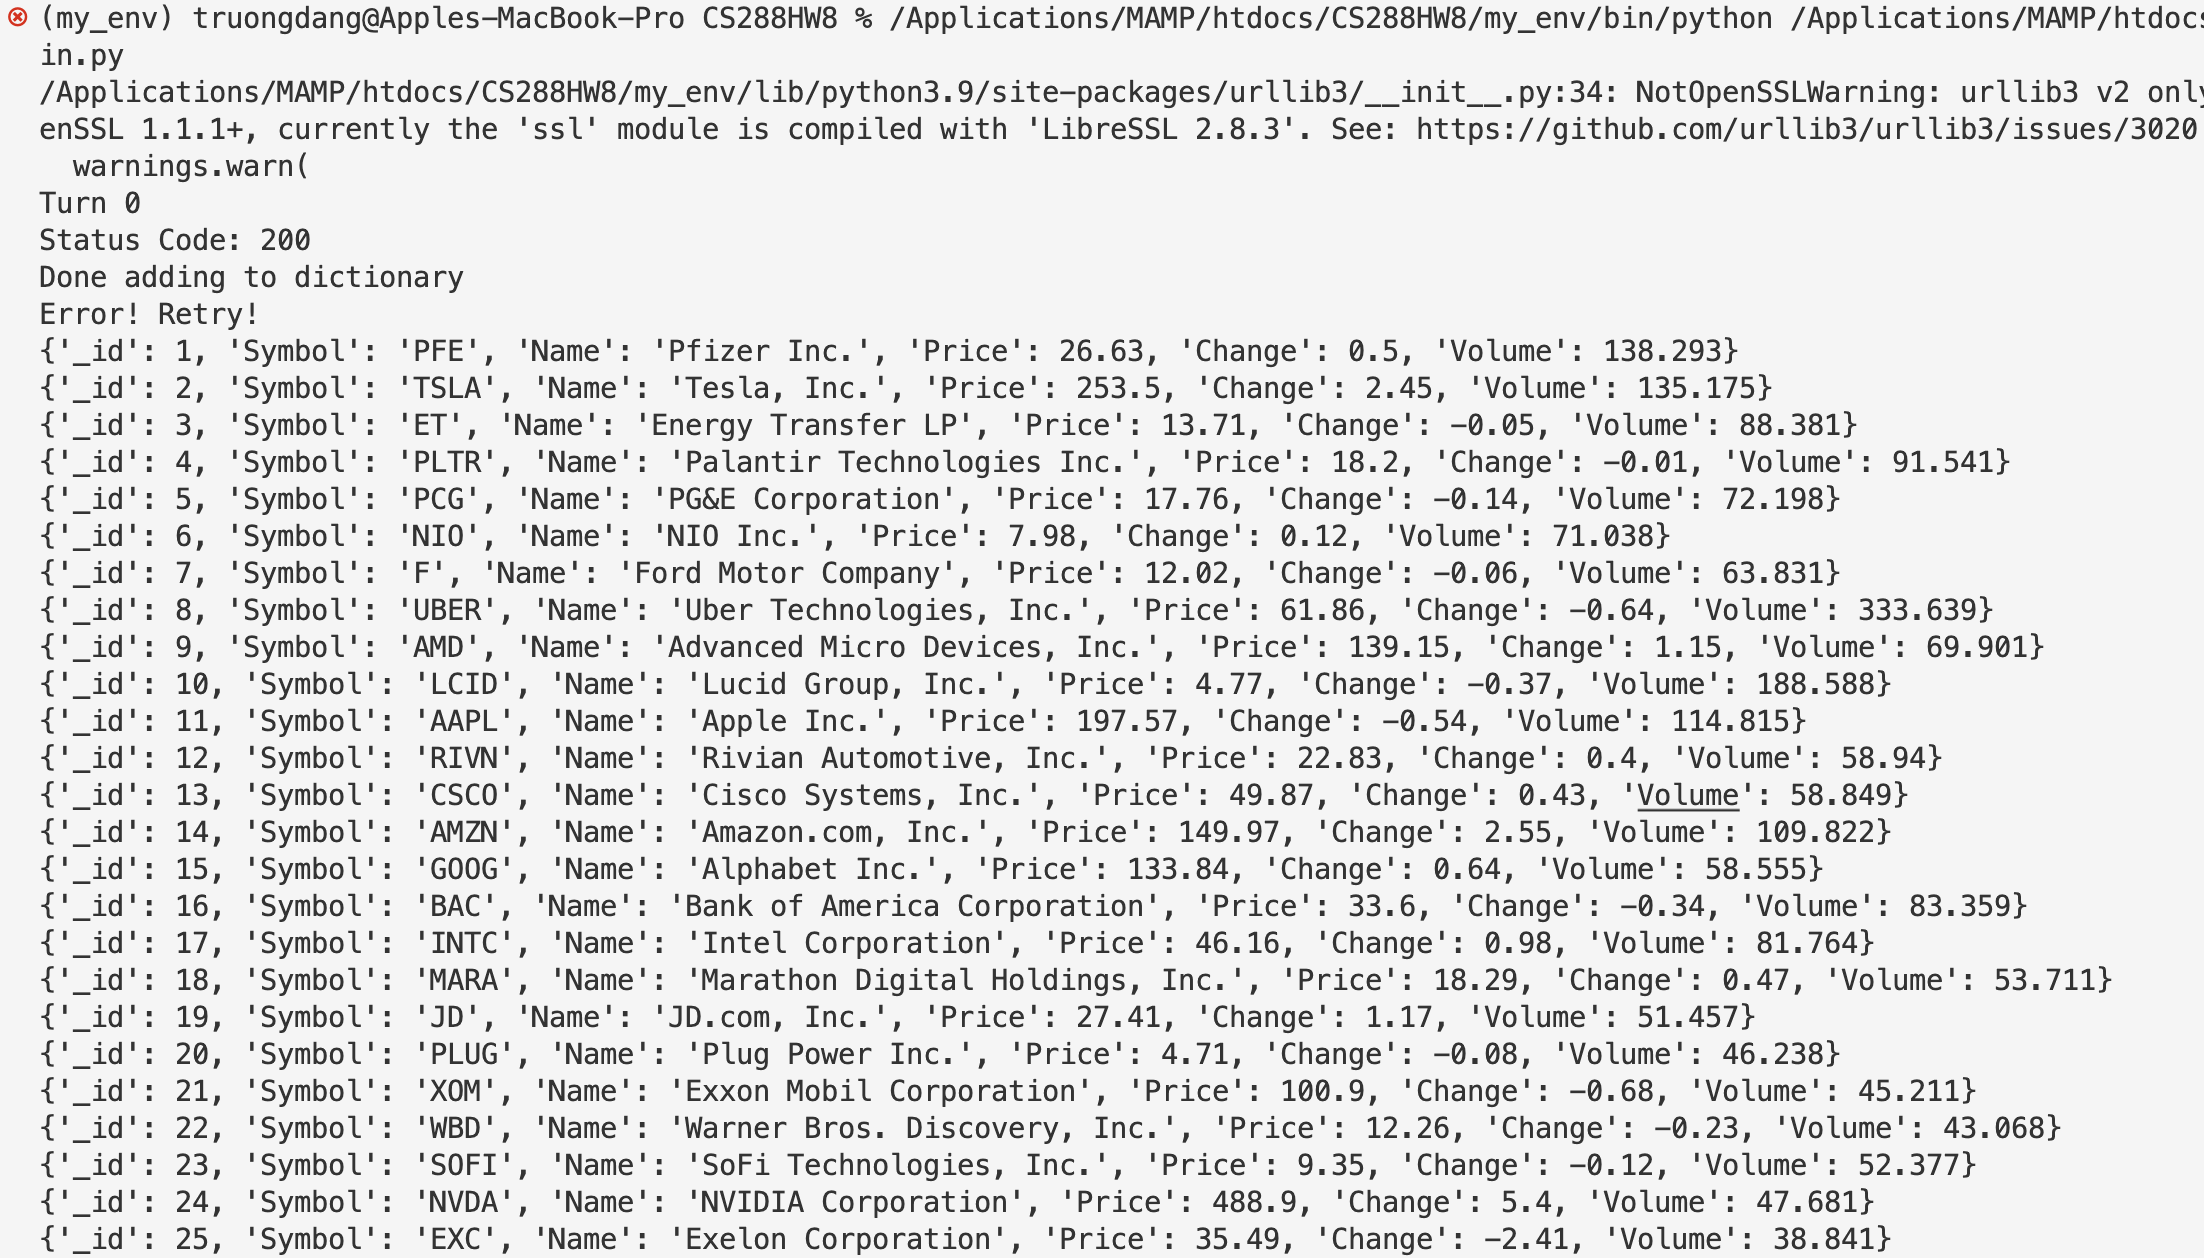 (my_env) truongdang@Apples-MacBook-Pro CS288HW8 % /Applications/MAMP/htdocs/CS288HW8/my_env/bin/python /Applications/MAMP/htdocs
in.py
/Applications/MAMP/htdocs/CS288HW8/my_env/lib/python3.9/site-packages/urllib3/__init__.py:34: NotOpenSSLWarning: urllib3 v2 only
enSSL 1.1.1+, currently the 'ssl' module is compiled with 'LibreSSL 2.8.3'. See: https://github.com/urllib3/urllib3/issues/3020
  warnings.warn(
Turn 0
Status Code: 200
Done adding to dictionary
Error! Retry!
{'_id': 1, 'Symbol': 'PFE', 'Name': 'Pfizer Inc.', 'Price': 26.63, 'Change': 0.5, 'Volume': 138.293}
{'_id': 2, 'Symbol': 'TSLA', 'Name': 'Tesla, Inc.', 'Price': 253.5, 'Change': 2.45, 'Volume': 135.175}
{'_id': 3, 'Symbol': 'ET', 'Name': 'Energy Transfer LP', 'Price': 13.71, 'Change': -0.05, 'Volume': 88.381}
{'_id': 4, 'Symbol': 'PLTR', 'Name': 'Palantir Technologies Inc.', 'Price': 18.2, 'Change': -0.01, 'Volume': 91.541}
{'_id': 5, 'Symbol': 'PCG', 'Name': 'PG&E Corporation', 'Price': 17.76, 'Change': -0.14, 'Volume': 72.198}
{'_id': 6, 'Symbol': 'NIO', 'Name': 'NIO Inc.', 'Price': 7.98, 'Change': 0.12, 'Volume': 71.038}
{'_id': 7, 'Symbol': 'F', 'Name': 'Ford Motor Company', 'Price': 12.02, 'Change': -0.06, 'Volume': 63.831}
{'_id': 8, 'Symbol': 'UBER', 'Name': 'Uber Technologies, Inc.', 'Price': 61.86, 'Change': -0.64, 'Volume': 333.639}
{'_id': 9, 'Symbol': 'AMD', 'Name': 'Advanced Micro Devices, Inc.', 'Price': 139.15, 'Change': 1.15, 'Volume': 69.901}
{'_id': 10, 'Symbol': 'LCID', 'Name': 'Lucid Group, Inc.', 'Price': 4.77, 'Change': -0.37, 'Volume': 188.588}
{'_id': 11, 'Symbol': 'AAPL', 'Name': 'Apple Inc.', 'Price': 197.57, 'Change': -0.54, 'Volume': 114.815}
{'_id': 12, 'Symbol': 'RIVN', 'Name': 'Rivian Automotive, Inc.', 'Price': 22.83, 'Change': 0.4, 'Volume': 58.94}
{'_id': 13, 'Symbol': 'CSCO', 'Name': 'Cisco Systems, Inc.', 'Price': 49.87, 'Change': 0.43, 'Volume': 58.849}
{'_id': 14, 'Symbol': 'AMZN', 'Name': 'Amazon.com, Inc.', 'Price': 149.97, 'Change': 2.55, 'Volume': 109.822}
{'_id': 15, 'Symbol': 'GOOG', 'Name': 'Alphabet Inc.', 'Price': 133.84, 'Change': 0.64, 'Volume': 58.555}
{'_id': 16, 'Symbol': 'BAC', 'Name': 'Bank of America Corporation', 'Price': 33.6, 'Change': -0.34, 'Volume': 83.359}
{'_id': 17, 'Symbol': 'INTC', 'Name': 'Intel Corporation', 'Price': 46.16, 'Change': 0.98, 'Volume': 81.764}
{'_id': 18, 'Symbol': 'MARA', 'Name': 'Marathon Digital Holdings, Inc.', 'Price': 18.29, 'Change': 0.47, 'Volume': 53.711}
{'_id': 19, 'Symbol': 'JD', 'Name': 'JD.com, Inc.', 'Price': 27.41, 'Change': 1.17, 'Volume': 51.457}
{'_id': 20, 'Symbol': 'PLUG', 'Name': 'Plug Power Inc.', 'Price': 4.71, 'Change': -0.08, 'Volume': 46.238}
{'_id': 21, 'Symbol': 'XOM', 'Name': 'Exxon Mobil Corporation', 'Price': 100.9, 'Change': -0.68, 'Volume': 45.211}
{'_id': 22, 'Symbol': 'WBD', 'Name': 'Warner Bros. Discovery, Inc.', 'Price': 12.26, 'Change': -0.23, 'Volume': 43.068}
{'_id': 23, 'Symbol': 'SOFI', 'Name': 'SoFi Technologies, Inc.', 'Price': 9.35, 'Change': -0.12, 'Volume': 52.377}
{'_id': 24, 'Symbol': 'NVDA', 'Name': 'NVIDIA Corporation', 'Price': 488.9, 'Change': 5.4, 'Volume': 47.681}
{'_id': 25, 'Symbol': 'EXC', 'Name': 'Exelon Corporation', 'Price': 35.49, 'Change': -2.41, 'Volume': 38.841}